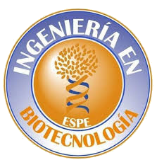 INGENIERÍA EN
ESPE
BIOTECNOLOGÍA